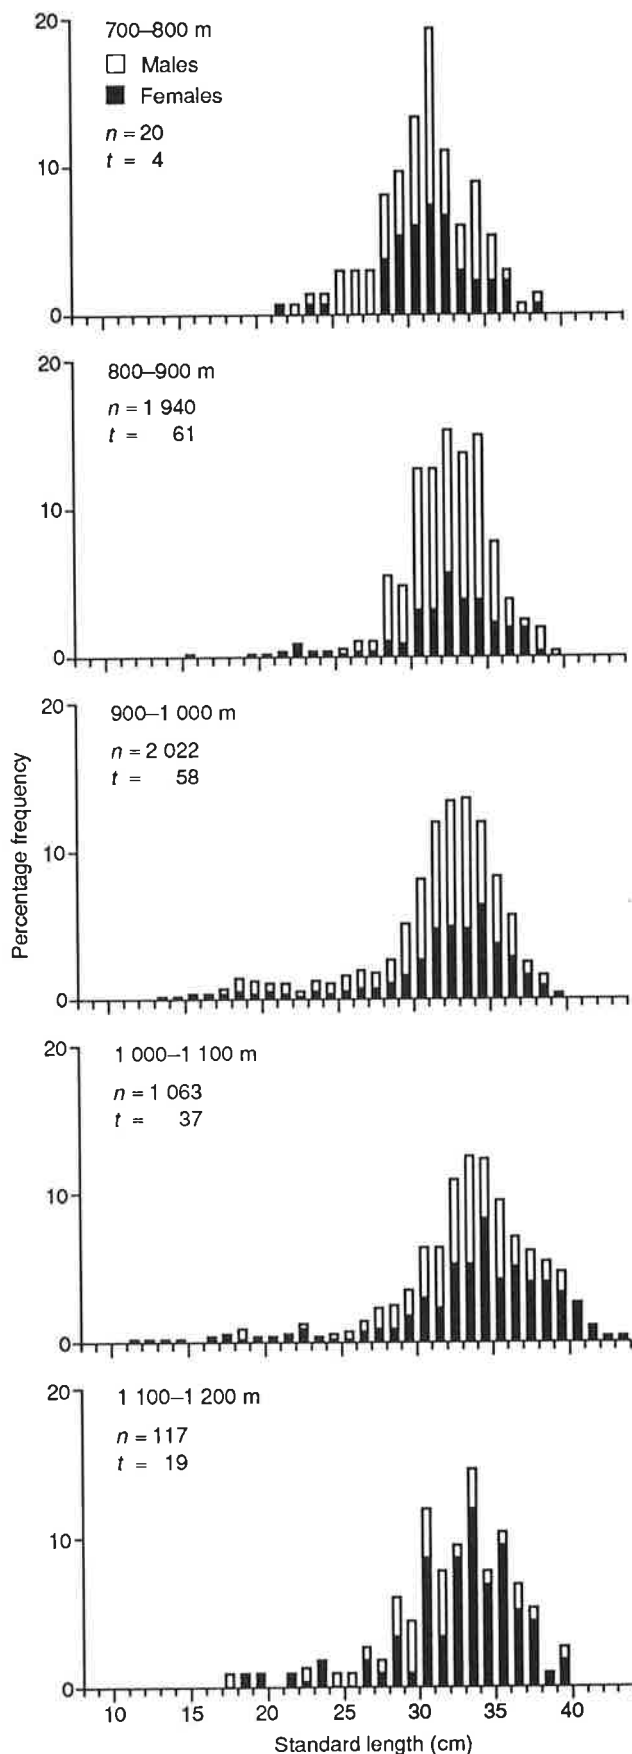 20
700–800 m
Males
Females
n = 20
t = 4
10
0
20
800–900 m
n = 1 940
t = 61
10
0
20
900–1 000 m
n = 2 022
t = 58
10
0
Percentage frequency
20
1 000–1 100 m
n = 1 063
t = 37
10
0
20
1 100–1 200 m
n = 117
t = 19
10
0
10 15 20 25 30 35 40
Standard length (cm)